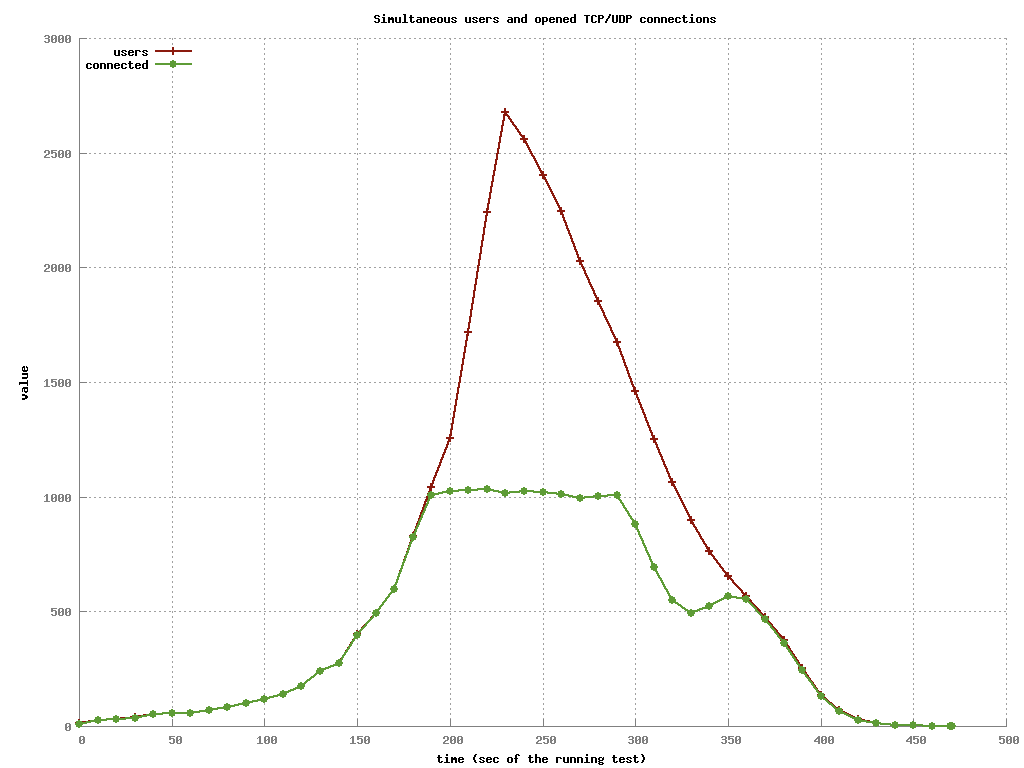 Simultaneous users and opened TCP/UDP connections
3000
users
connected
2500
2000
1500
value
1000
500
0
0 50 100 150 200 250 300 350 400 450 500
time (sec of the running test)